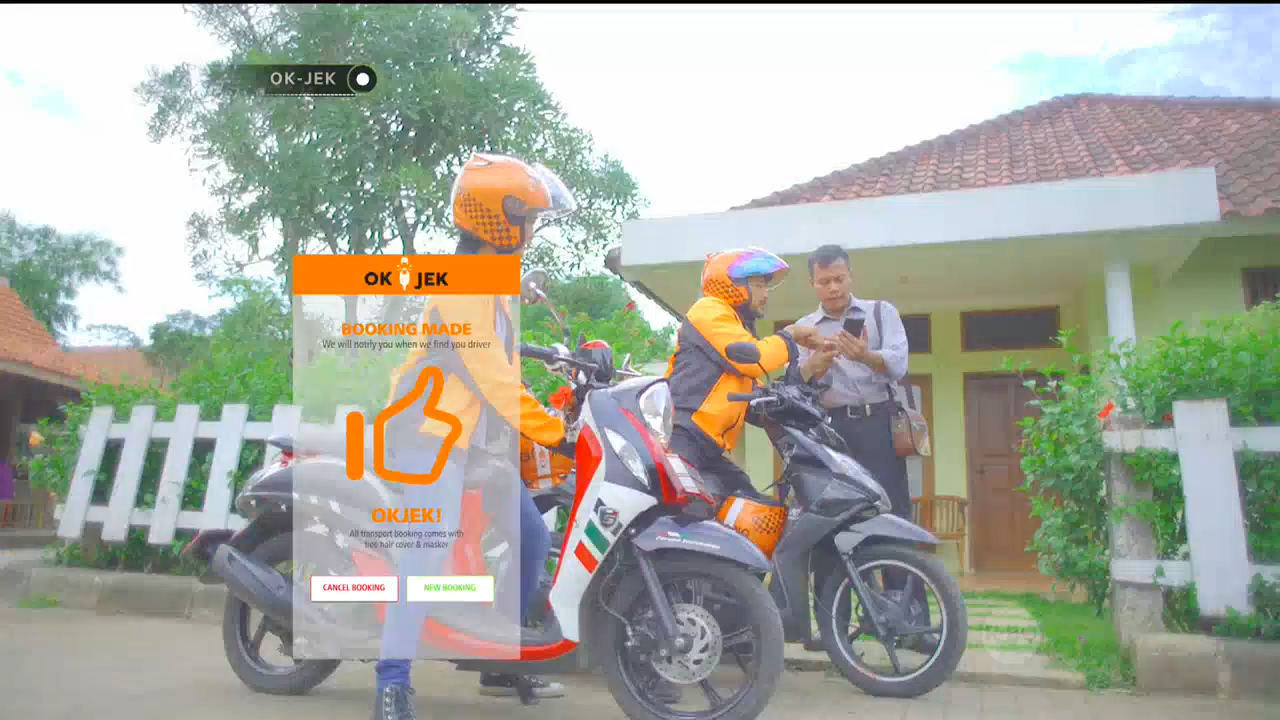 OK-JEK
OK JEK
BOOKING MADE
We will notify you when we find you driver
OKJEK!
All transport booking comes with
free hair cover & masker
CANCEL BOOKING
NEW BOOKING